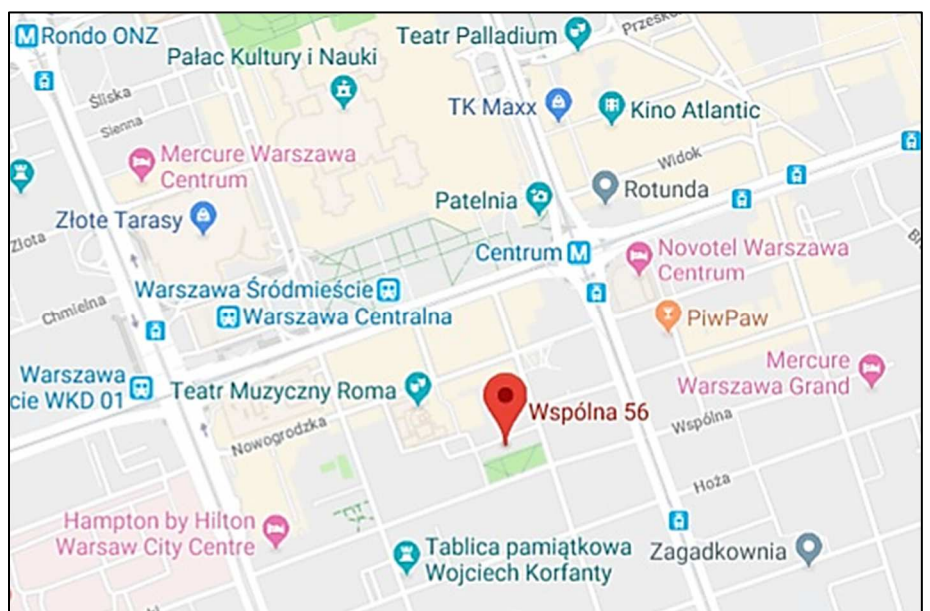 Rondo ONZ
Teatr Palladium
Przesko
Pałac Kultury i Nauki
Śliska
Sienna
TK Maxx
Kino Atlantic
Mercure Warszawa
Centrum
Widok
Rotunda
Patelnia
Złote Tarasy
Złota
Centrum
Novotel Warszawa
Centrum
Br
Warszawa Śródmieście
Chmielna
Warszawa Centralna
PiwPaw
Warszawa
cie WKD 01
Teatr Muzyczny Roma
Mercure
Warszawa Grand
Wspólna 56
Wspólna
Nowogrodzka
Hoża
Hampton by Hilton
Warsaw City Centre
Tablica pamiątkowa
Wojciech Korfanty
Zagadkownia